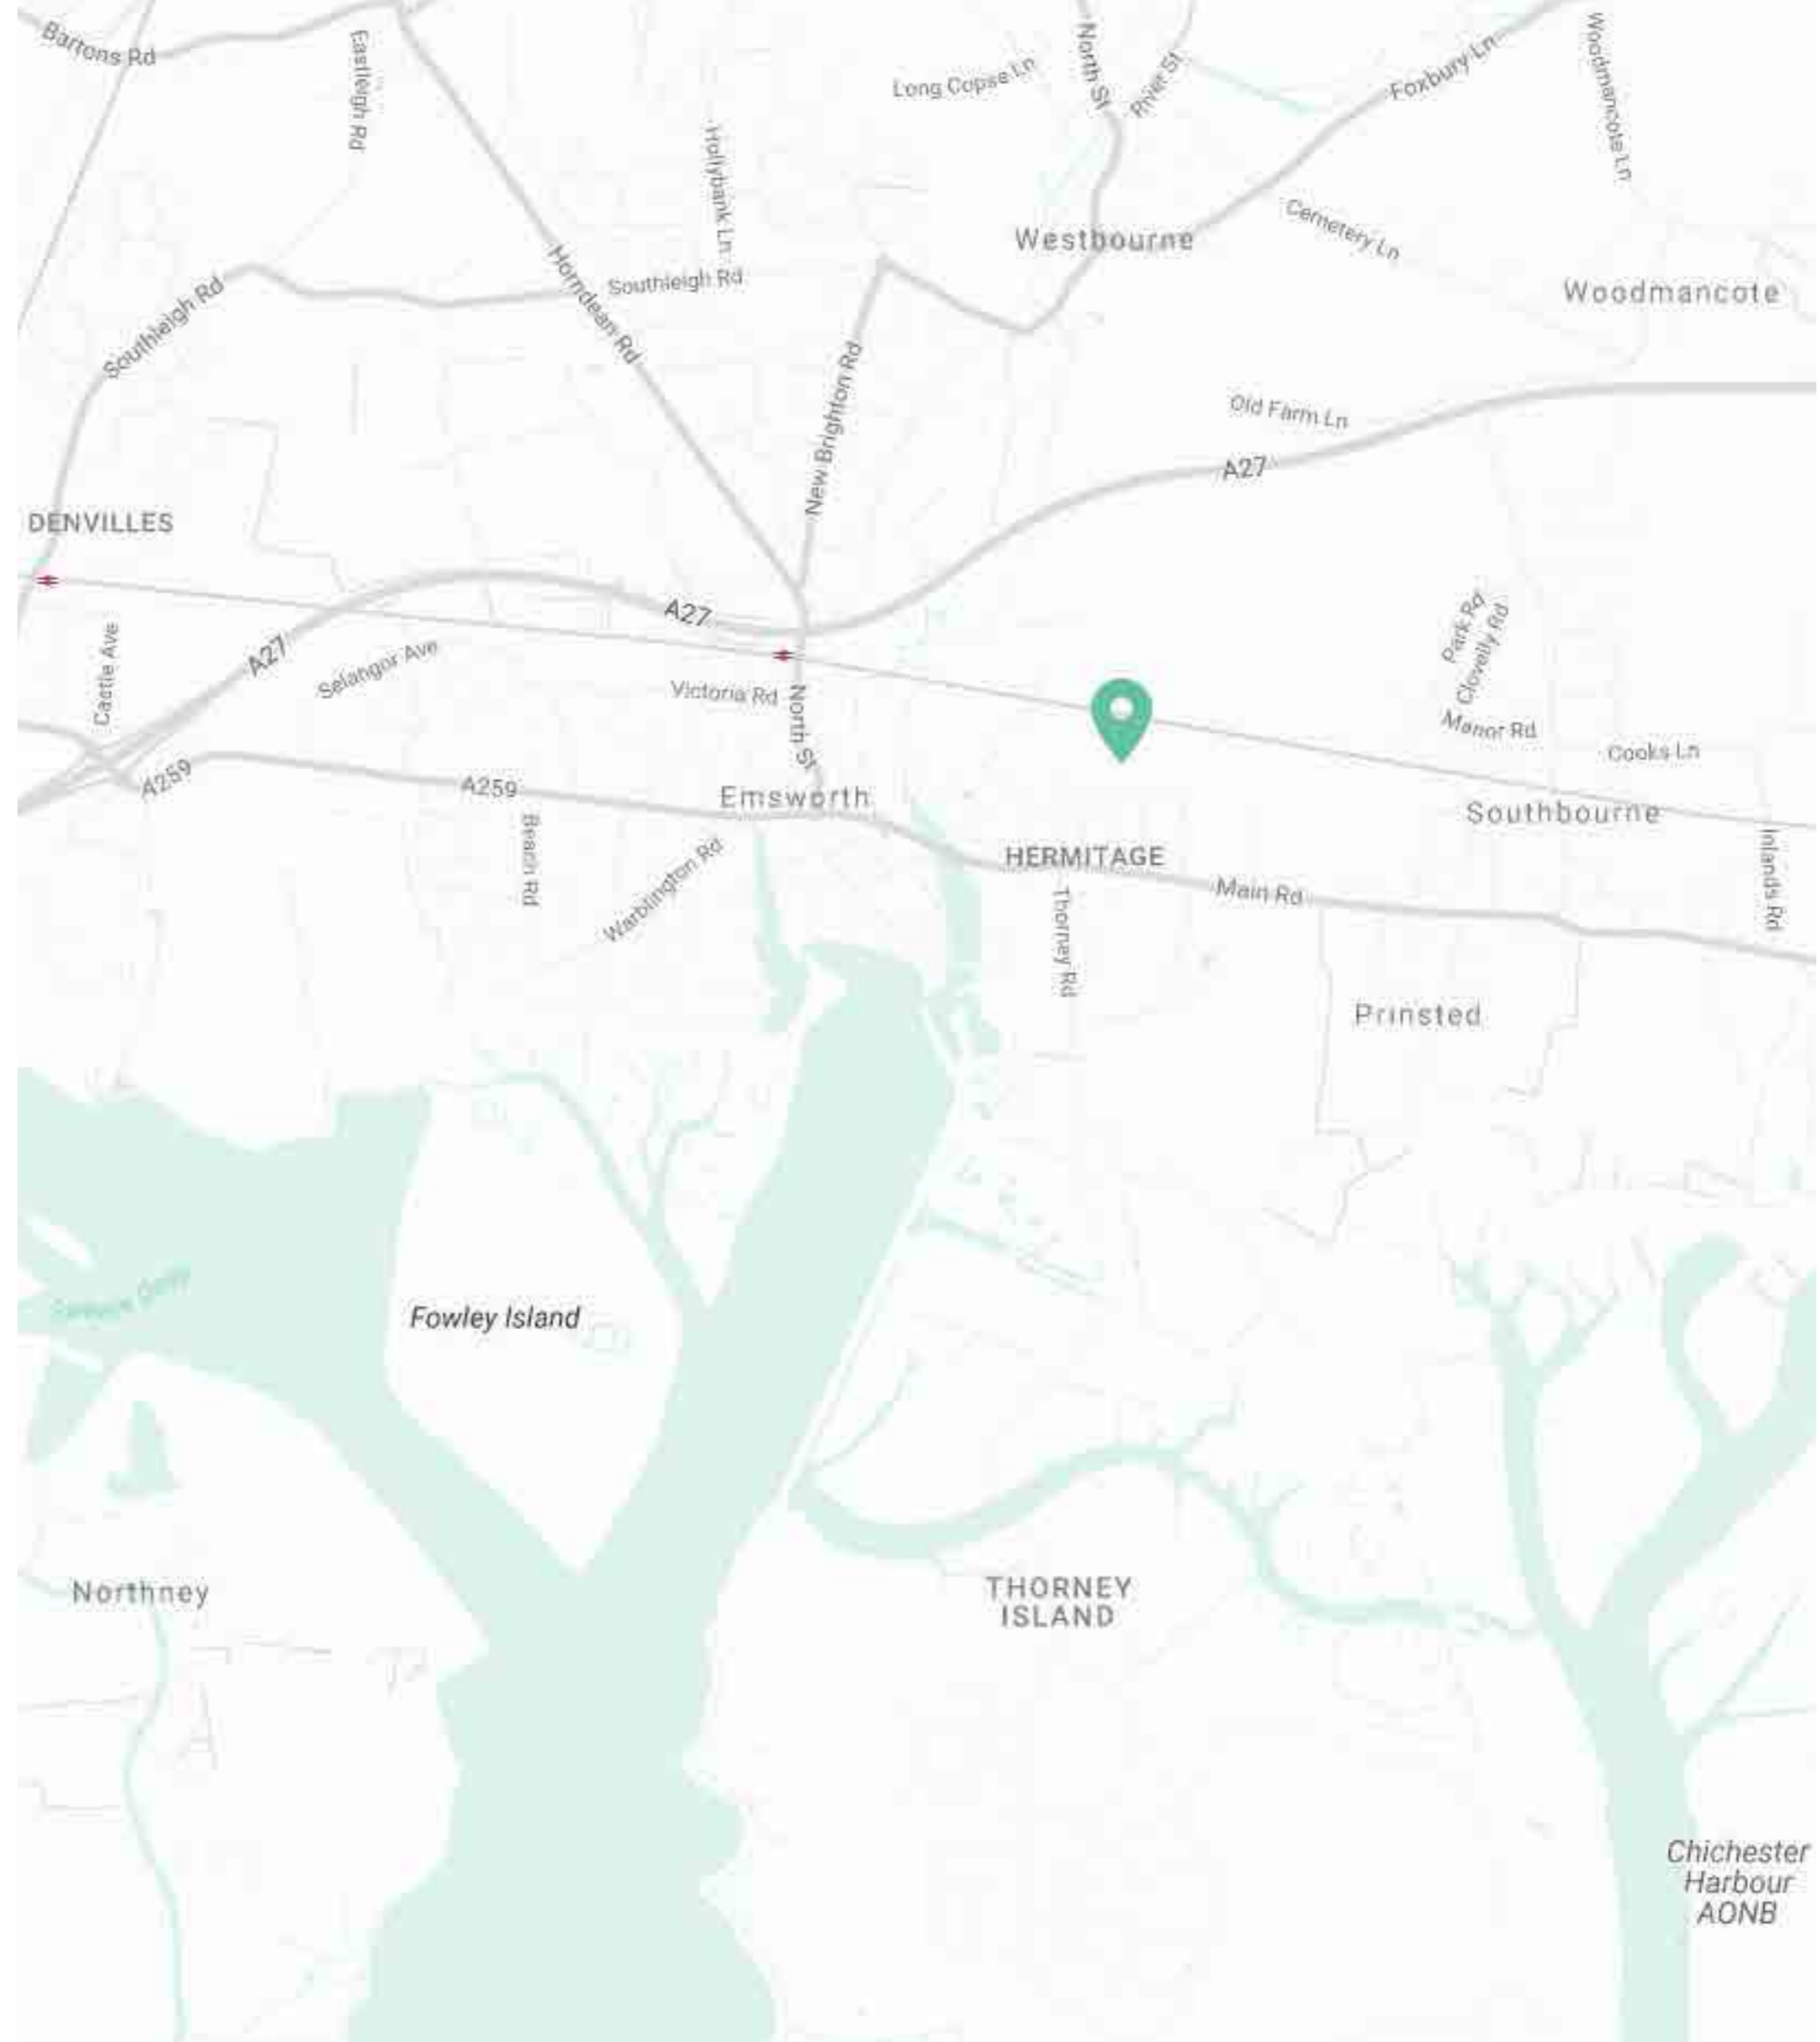 Bartons Rd
Eastleigh Rd
Long Copse Ln
North St
River St
Foxbury Ln
Woodmancote Ln
Hollybank Ln
Westbourne
Cemetery Ln
Southleigh Rd
Horndean Rd
Southleigh Rd
Woodmancote
New Brighton Rd
Old Farm Ln
A27
DENVILLES
A27
Park Rd
Clovelly Rd
Castle Ave
A27
Selangor Ave
Victoria Rd
North St
Manor Rd
Cooks Ln
A259
A259
Emsworth
Southbourne
Beach Rd
Warblington Rd
HERMITAGE
Main Rd
Inlands Rd
Thorney Rd
Prinsted
Fowley Island
Northney
THORNEY
ISLAND
Chichester
Harbour
AONB